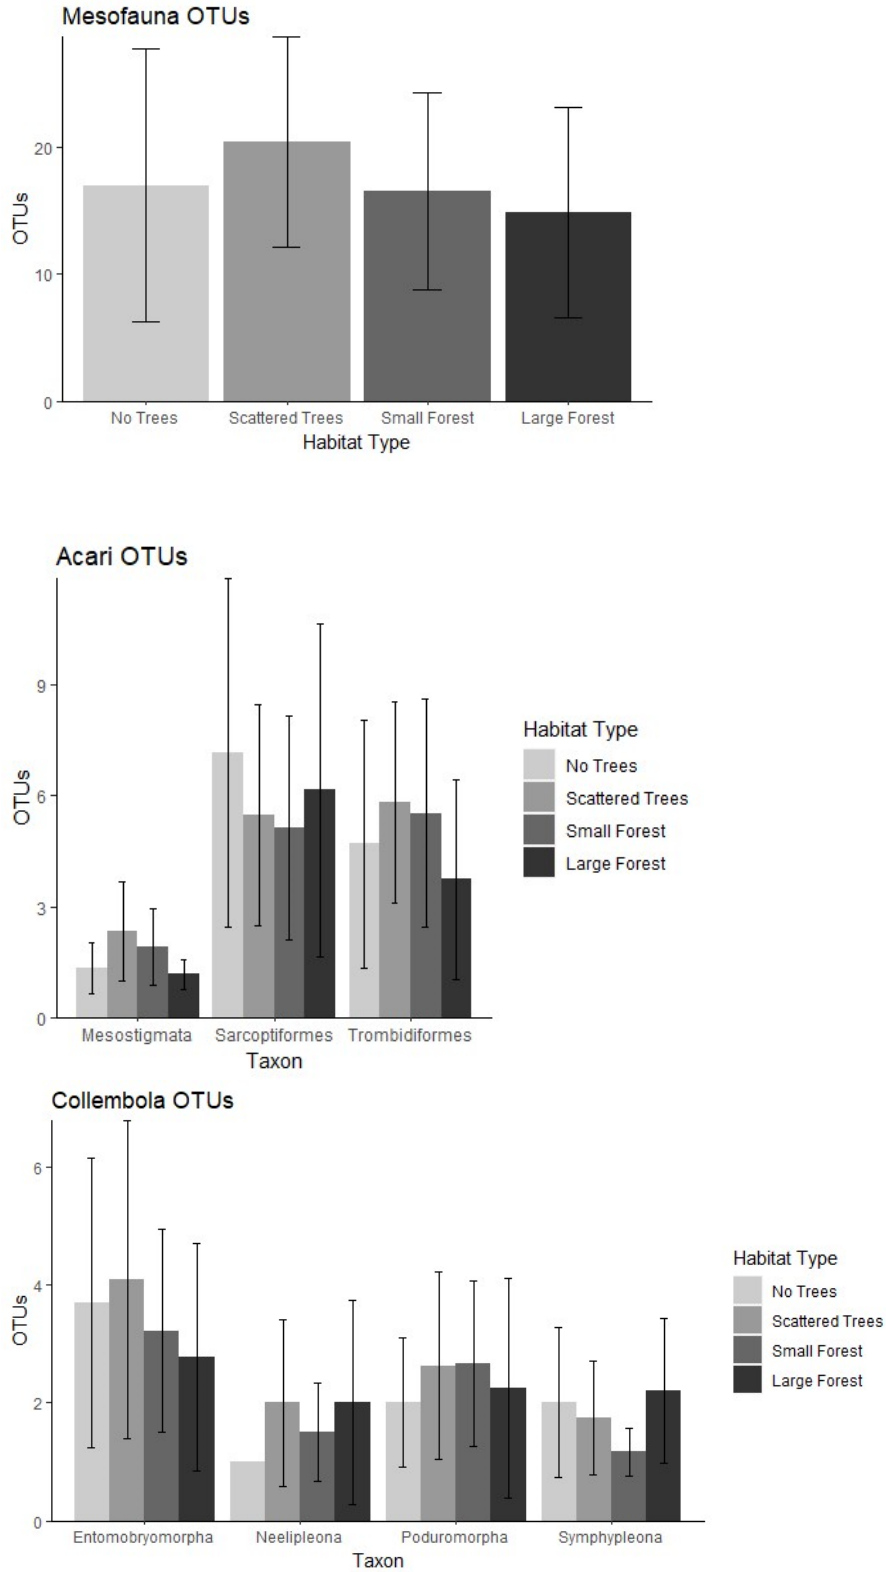 Mesofauna OTUs
20
10
0
OTUs
No Trees Scattered Trees Small Forest Large Forest
Habitat Type
Acari OTUs
9
6
3
0
OTUs
Mesostigmata Sarcoptiformes Trombidiformes
Taxon
Habitat Type
No Trees
Scattered Trees
Small Forest
Large Forest
Collembola OTUs
6
4
2
0
OTUs
Entomobryomorpha Neelipleona Poduromorpha Symphypleona
Taxon
Habitat Type
No Trees
Scattered Trees
Small Forest
Large Forest